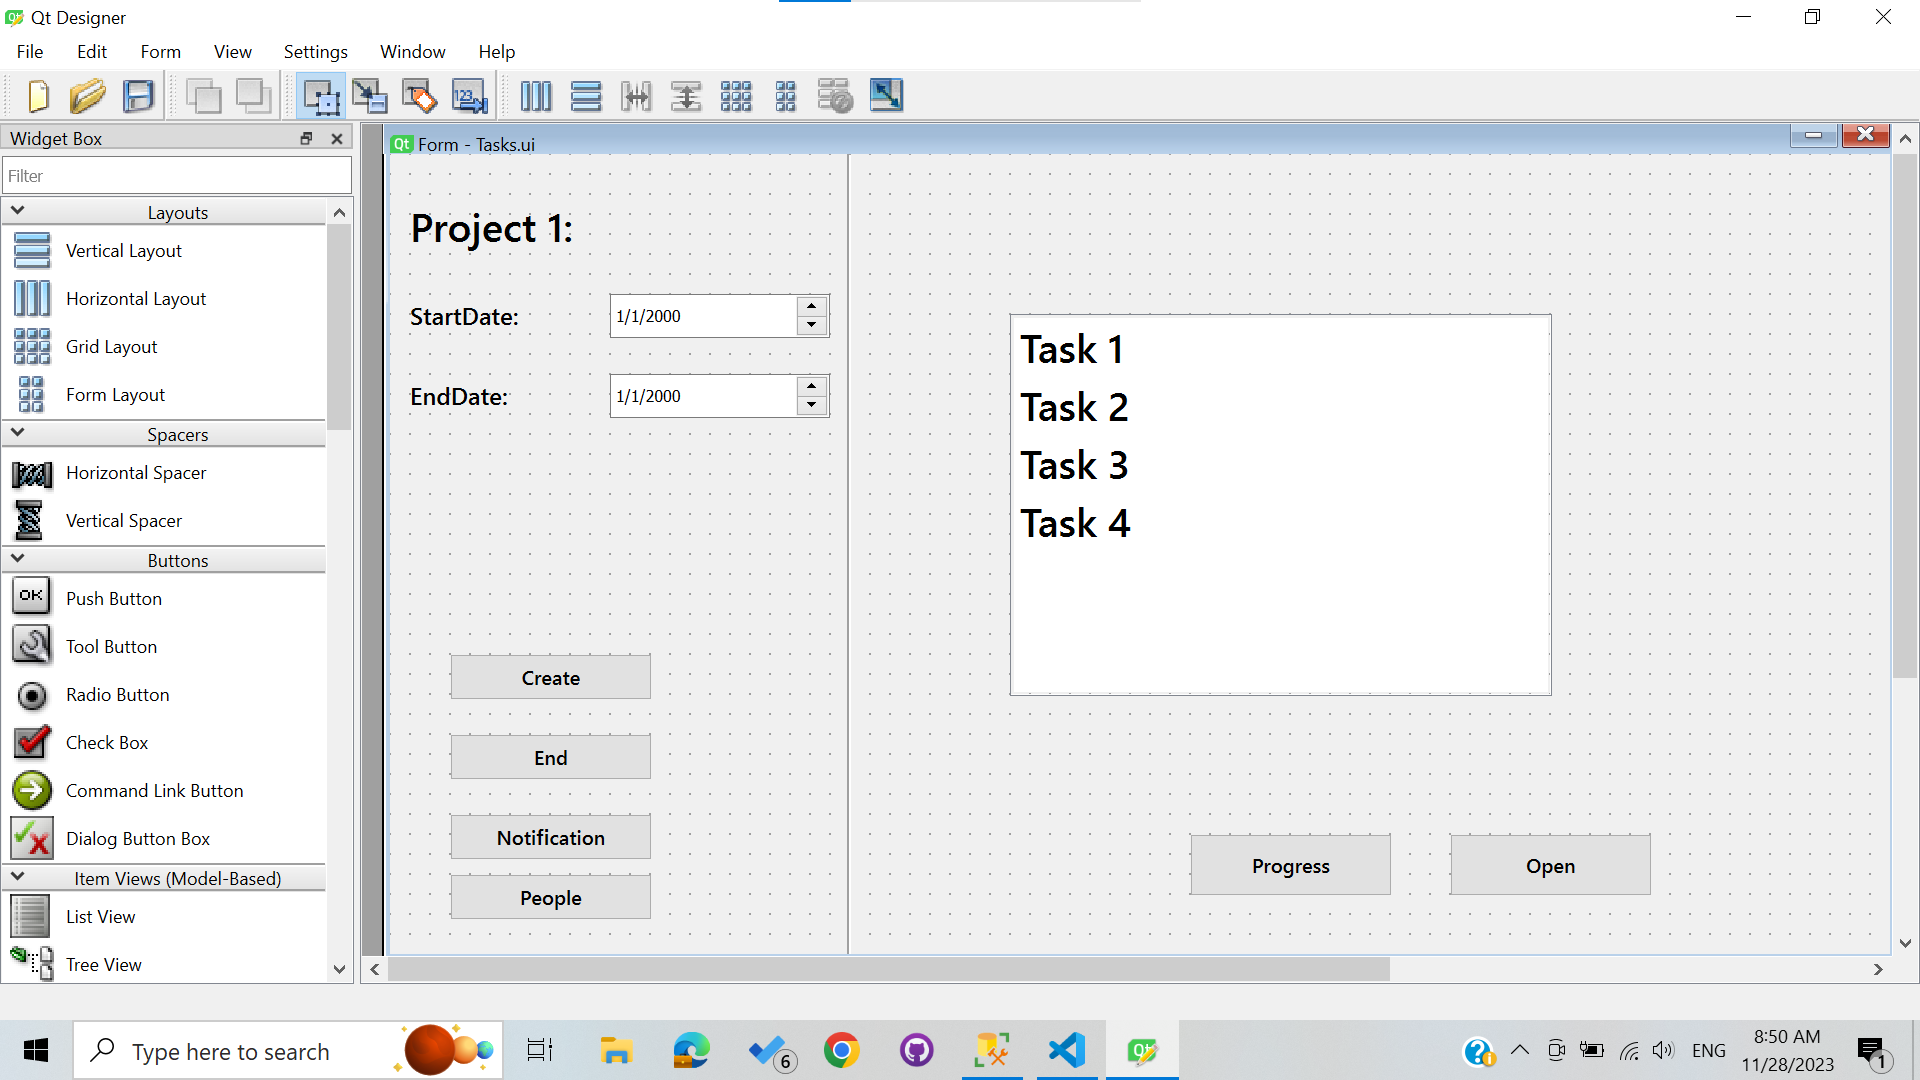 Qt Designer
File Edit Form View Settings Window Help
123
Widget Box
Filter
Layouts
Vertical Layout
Horizontal Layout
Grid Layout
Form Layout
Spacers
Horizontal Spacer
Vertical Spacer
Buttons
OK Push Button
Tool Button
Radio Button
Check Box
Command Link Button
Dialog Button Box
Item Views (Model-Based)
List View
Tree View
Qt Form - Tasks.ui
Project 1:
StartDate: 1/1/2000
EndDate: 1/1/2000
Create
End
Notification
People
Task 1
Task 2
Task 3
Task 4
Progress Open
Type here to search
6
Qt
ENG
8:50 AM
11/28/2023
1